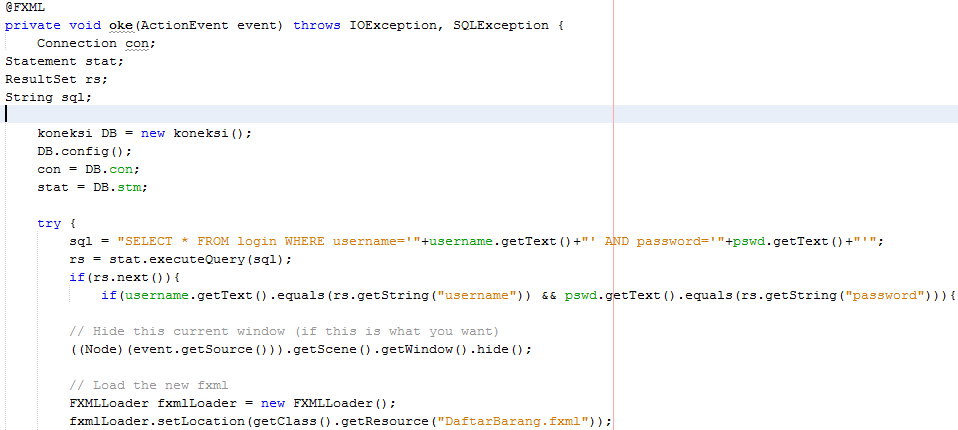 @FXML
private void oke(ActionEvent event) throws IOException, SQLException {
Connection con;
Statement stat;
ResultSet rs;
String sql;
koneksi DB = new koneksi();
DB.config();
con = DB.con;
stat = DB.stm;
try {
sql = "SELECT * FROM login WHERE username='"+username.getText()+"' AND password='"+pswd.getText()+"'";
rs = stat.executeQuery(sql);
if(rs.next()){
if(username.getText().equals(rs.getString("username")) && pswd.getText().equals(rs.getString("password"))){
// Hide this current window (if this is what you want)
((Node)(event.getSource())).getScene().getWindow().hide();
// Load the new fxml
FXMLLoader fxmlLoader = new FXMLLoader();
fxmlLoader.setLocation(getClass().getResource("DaftarBarang.fxml"));